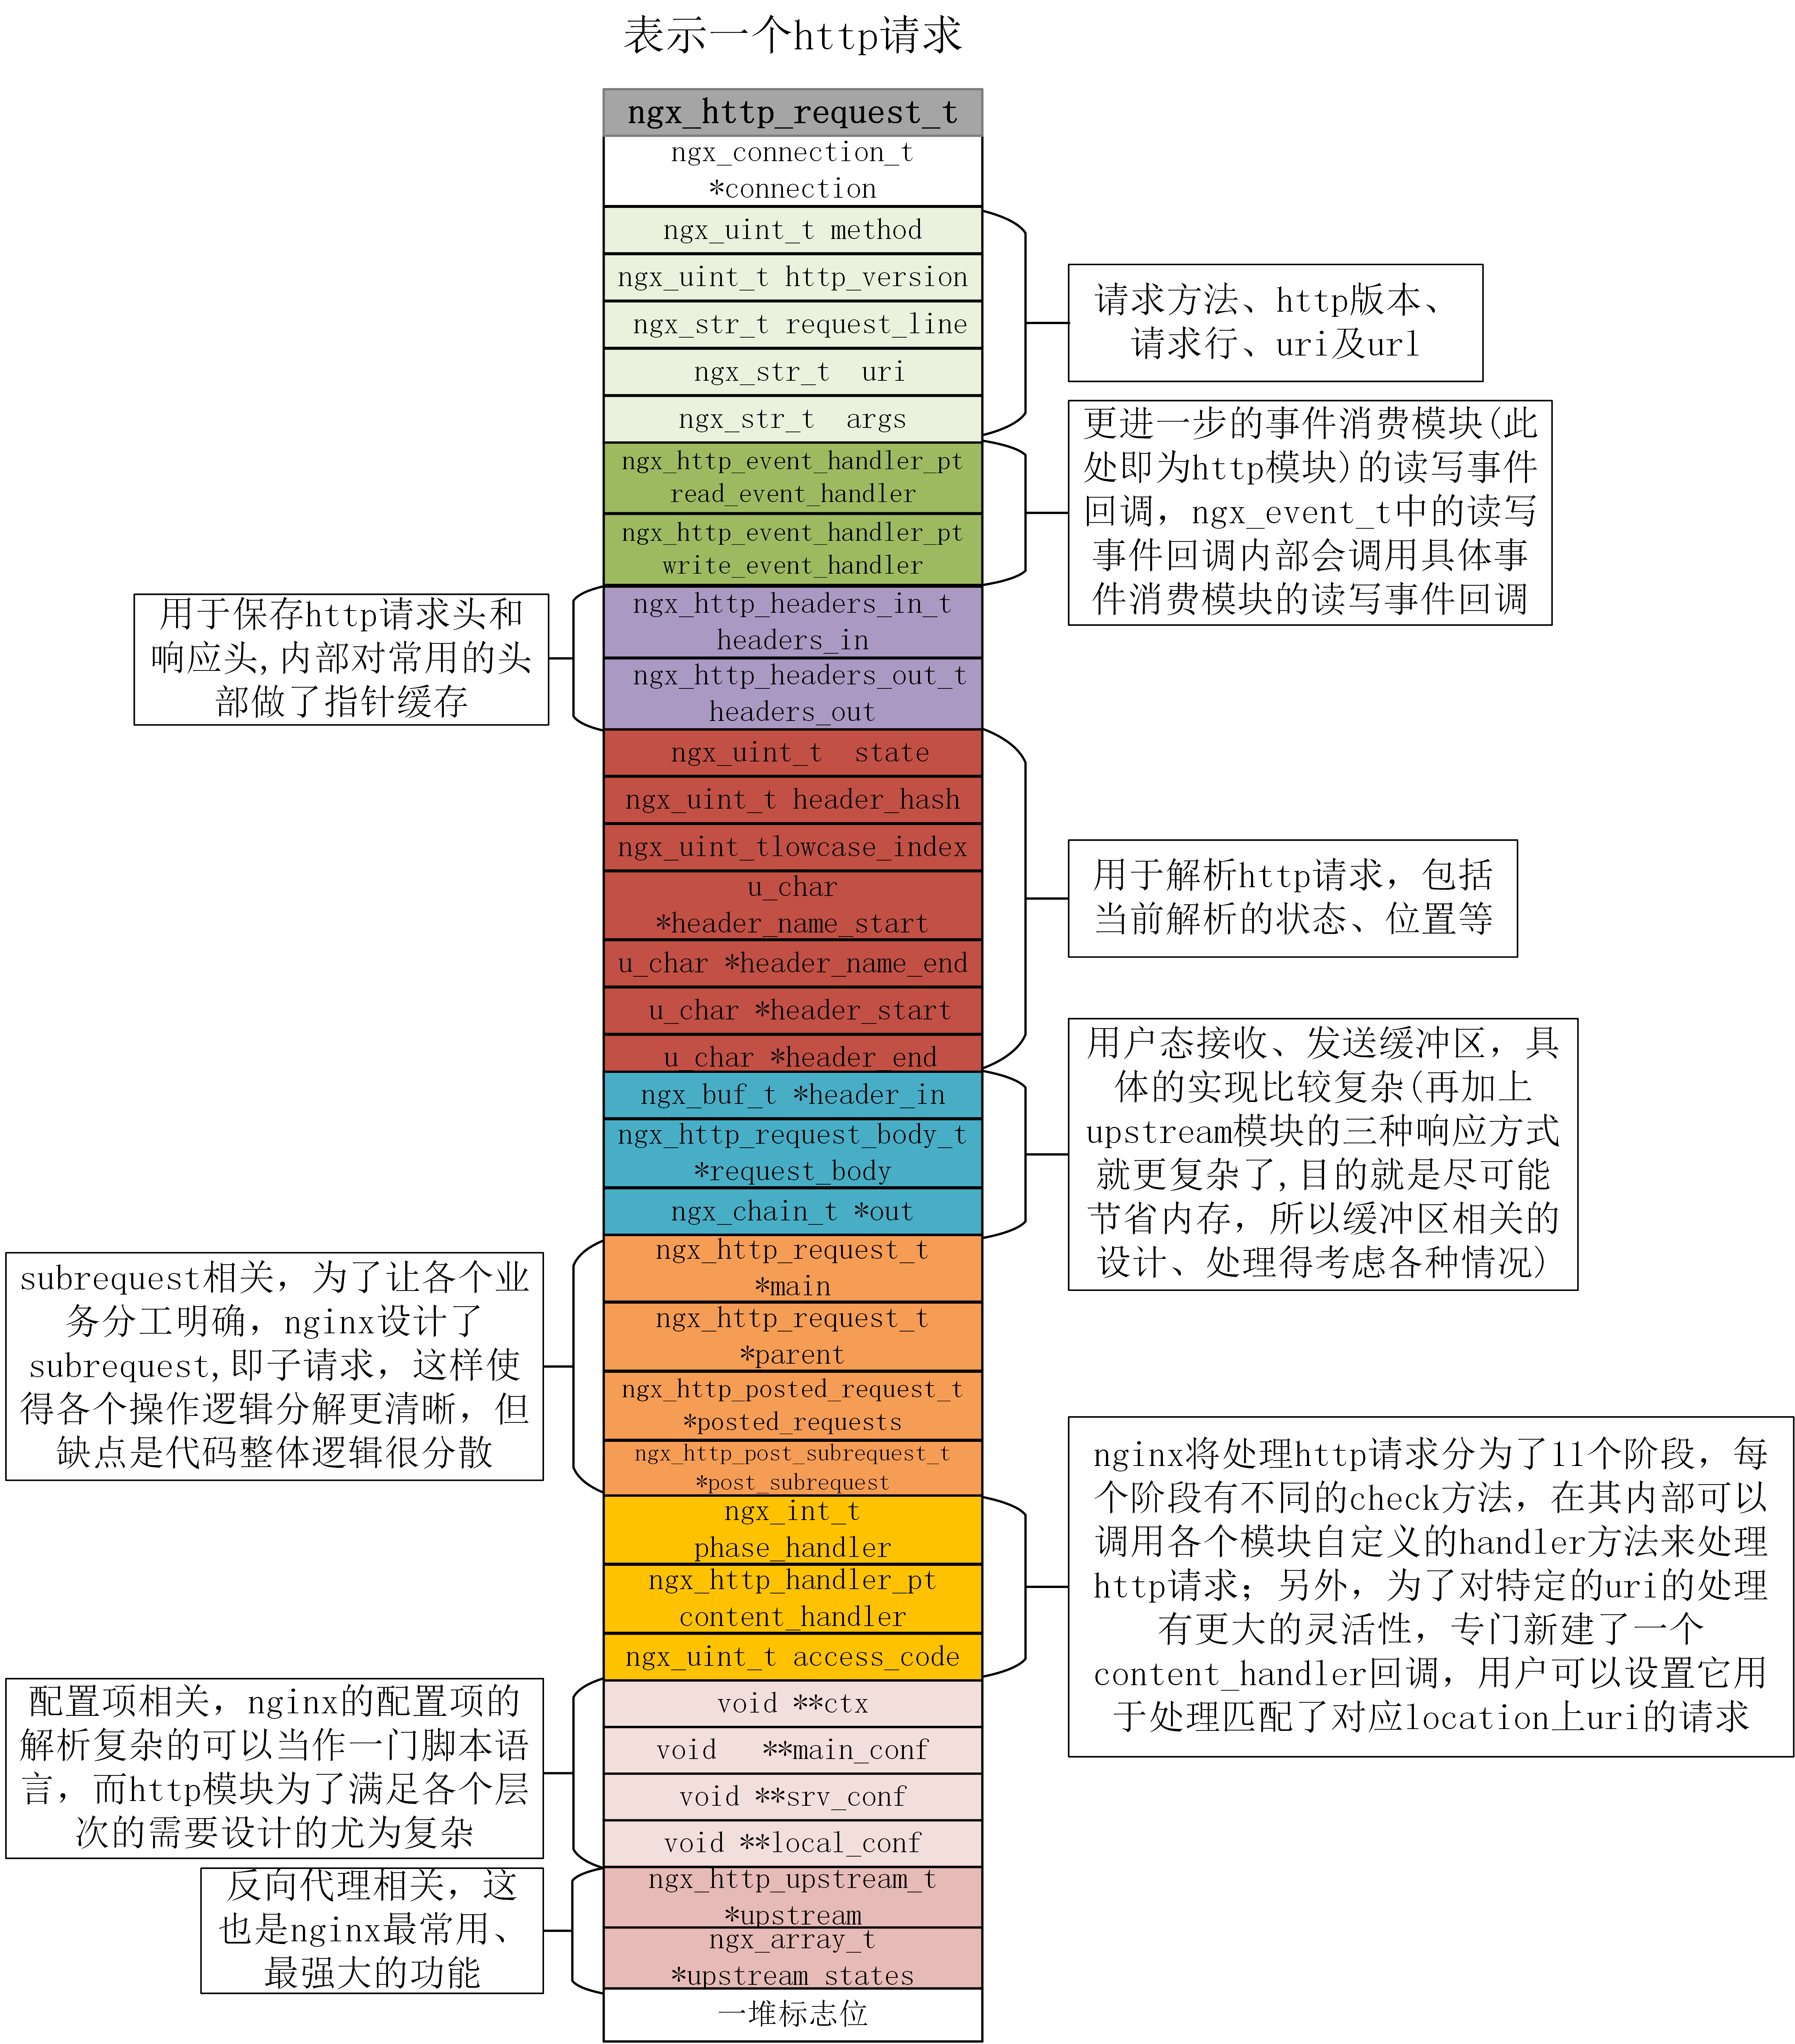 表示一个http请求
ngx_http_request_t
ngx_connection_t
*connection
ngx_uint_t method
ngx_uint_t http_version
ngx_str_t request_line
ngx_str_t  uri
ngx_str_t  args
请求方法、http版本、
请求行、uri及url
ngx_http_event_handler_pt
read_event_handler
ngx_http_event_handler_pt
write_event_handler
更进一步的事件消费模块(此
处即为http模块)的读写事件
回调，ngx_event_t中的读写
事件回调内部会调用具体事
件消费模块的读写事件回调
用于保存http请求头和
响应头,内部对常用的头
部做了指针缓存
ngx_http_headers_in_t
headers_in
ngx_http_headers_out_t
headers_out
ngx_uint_t  state
ngx_uint_t header_hash
ngx_uint_tlowcase_index
u_char
*header_name_start
u_char *header_name_end
u_char *header_start
u_char *header_end
用于解析http请求，包括
当前解析的状态、位置等
ngx_buf_t *header_in
ngx_http_request_body_t
*request_body
ngx_chain_t *out
用户态接收、发送缓冲区，具
体的实现比较复杂(再加上
upstream模块的三种响应方式
就更复杂了,目的就是尽可能
节省内存，所以缓冲区相关的
设计、处理得考虑各种情况)
subrequest相关，为了让各个业
务分工明确，nginx设计了
subrequest,即子请求，这样使
得各个操作逻辑分解更清晰，但
缺点是代码整体逻辑很分散
ngx_http_request_t
*main
ngx_http_request_t
*parent
ngx_http_posted_request_t
*posted_requests
ngx_http_post_subrequest_t
*post_subrequest
ngx_int_t
phase_handler
ngx_http_handler_pt
content_handler
ngx_uint_t access_code
nginx将处理http请求分为了11个阶段，每
个阶段有不同的check方法，在其内部可以
调用各个模块自定义的handler方法来处理
http请求；另外，为了对特定的uri的处理
有更大的灵活性，专门新建了一个
content_handler回调，用户可以设置它用
于处理匹配了对应location上uri的请求
配置项相关，nginx的配置项的
解析复杂的可以当作一门脚本语
言，而http模块为了满足各个层
次的需要设计的尤为复杂
void **ctx
void  **main_conf
void **srv_conf
void **local_conf
反向代理相关，这
也是nginx最常用、
最强大的功能
ngx_http_upstream_t
*upstream
ngx_array_t
*upstream_states
一堆标志位